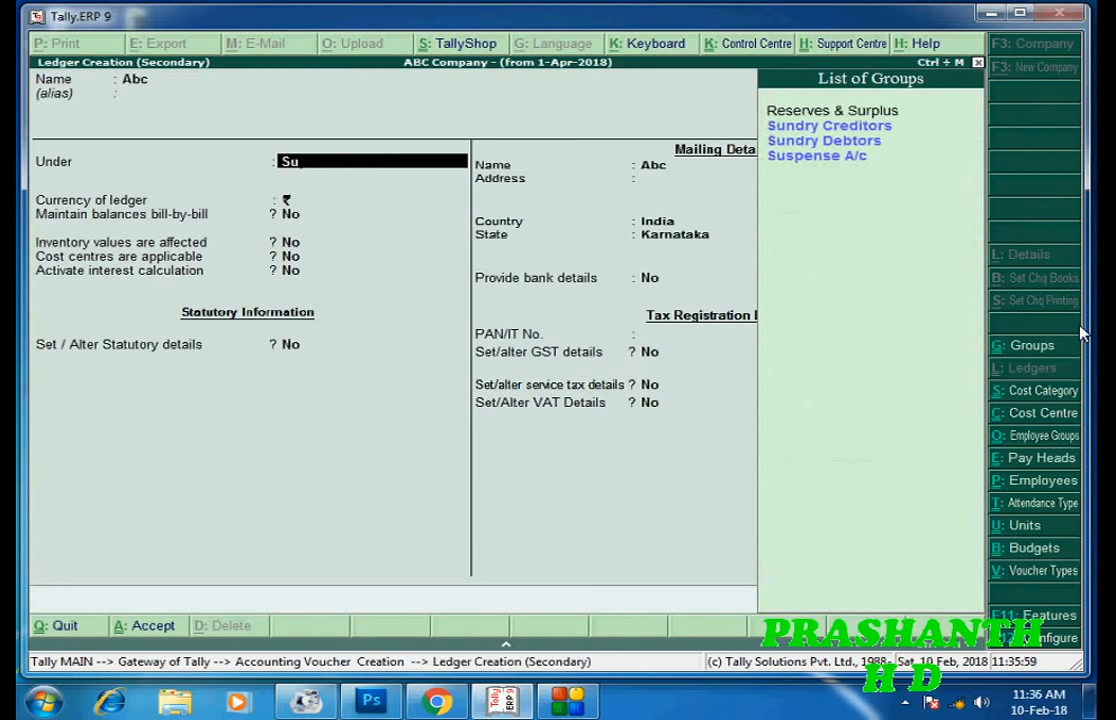 Tally.ERP 9
P: Print E: Export M: E-Mail O: Upload S: TallyShop G: Language K: Keyboard K: Control Centre H: Support Centre H: Help F3: Company
Ledger Creation (Secondary) ABC Company - (from 1-Apr-2018) Ctrl + M
F3: New Company
Name : Abc
(alias) :
List of Groups
Reserves & Surplus
Sundry Creditors
Sundry Debtors
Suspense A/c
Under : Su
Currency of ledger : ₹
Maintain balances bill-by-bill ? No
Inventory values are affected ? No
Cost centres are applicable ? No
Activate interest calculation ? No
Statutory Information
Set / Alter Statutory details ? No
Mailing Deta
Name : Abc
Address :
Country : India
State : Karnataka
Provide bank details : No
Tax Registration
PAN/IT No. :
Set/alter GST details ? No
Set/alter service tax details ? No
Set/Alter VAT Details ? No
L: Details
B: Set Chq Books
S: Set Chq Printing
G: Groups
L: Ledgers
S: Cost Category
C: Cost Centre
O: Employee Groups
E: Pay Heads
P: Employees
T: Attendance Type
U: Units
B: Budgets
V: Voucher Types
F11: Features
Configure
Q: Quit A: Accept D: Delete
PRASHANTH
H D
Tally MAIN --> Gateway of Tally --> Accounting Voucher Creation --> Ledger Creation (Secondary) (c) Tally Solutions Pvt. Ltd., 1988- Sat, 10 Feb, 2018 11:35:59
Ps
Tally ERP 9
11:36 AM
10-Feb-18